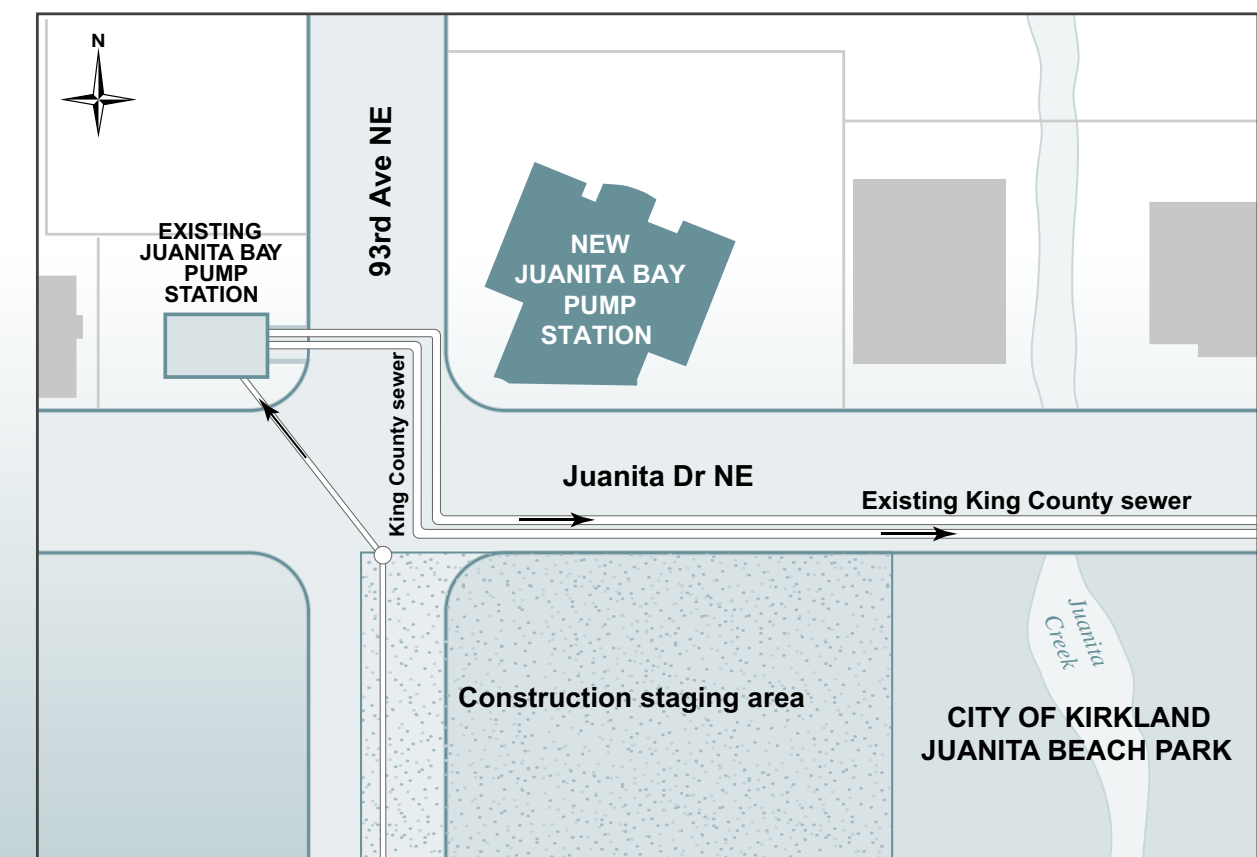 N
93rd Ave NE
EXISTING
JUANITA BAY
PUMP
STATION
NEW
JUANITA BAY
PUMP
STATION
King County sewer
Juanita Dr NE
Existing King County sewer
Juanita
Creek
Construction staging area
CITY OF KIRKLAND
JUANITA BEACH PARK